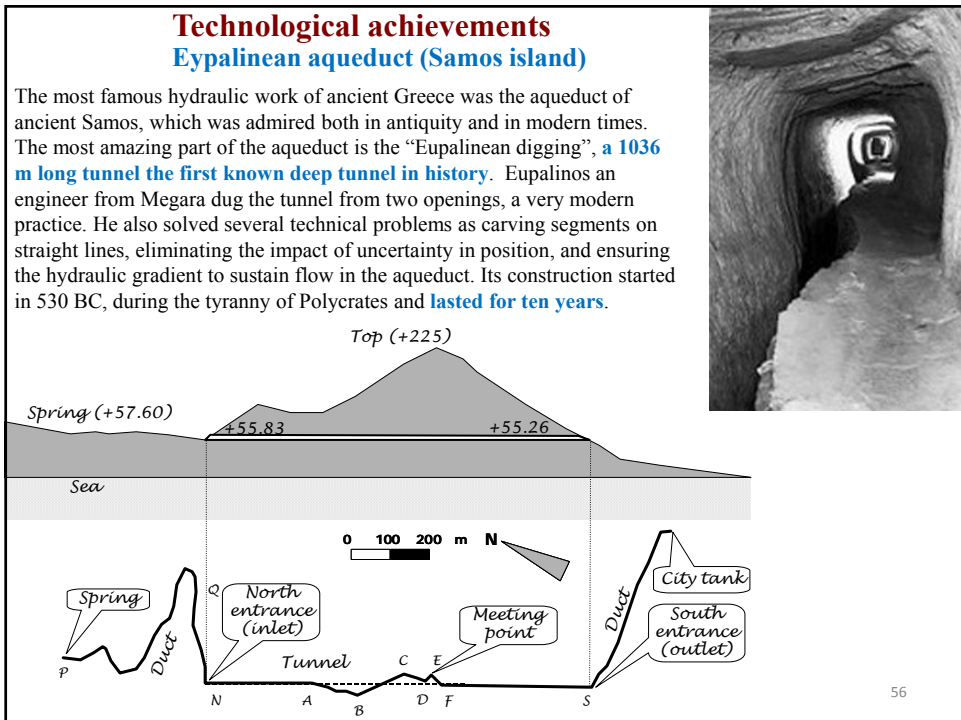 Technological achievements
Eypalinean aqueduct (Samos island)
The most famous hydraulic work of ancient Greece was the aqueduct of
ancient Samos, which was admired both in antiquity and in modern times.
The most amazing part of the aqueduct is the “Eupalinean digging”, a 1036
m long tunnel the first known deep tunnel in history. Eupalinos an
engineer from Megara dug the tunnel from two openings, a very modern
practice. He also solved several technical problems as carving segments on
straight lines, eliminating the impact of uncertainty in position, and ensuring
the hydraulic gradient to sustain flow in the aqueduct. Its construction started
in 530 BC, during the tyranny of Polycrates and lasted for ten years.
Top (+225)
Spring (+57.60)
+55.83
+55.26
Sea
0 100 200 m N
Spring
P
Duct
Q
North
entrance
(inlet)
Tunnel
Meeting
point
Duct
City tank
South
entrance
(outlet)
N
A
B
C
D
E
F
S
56